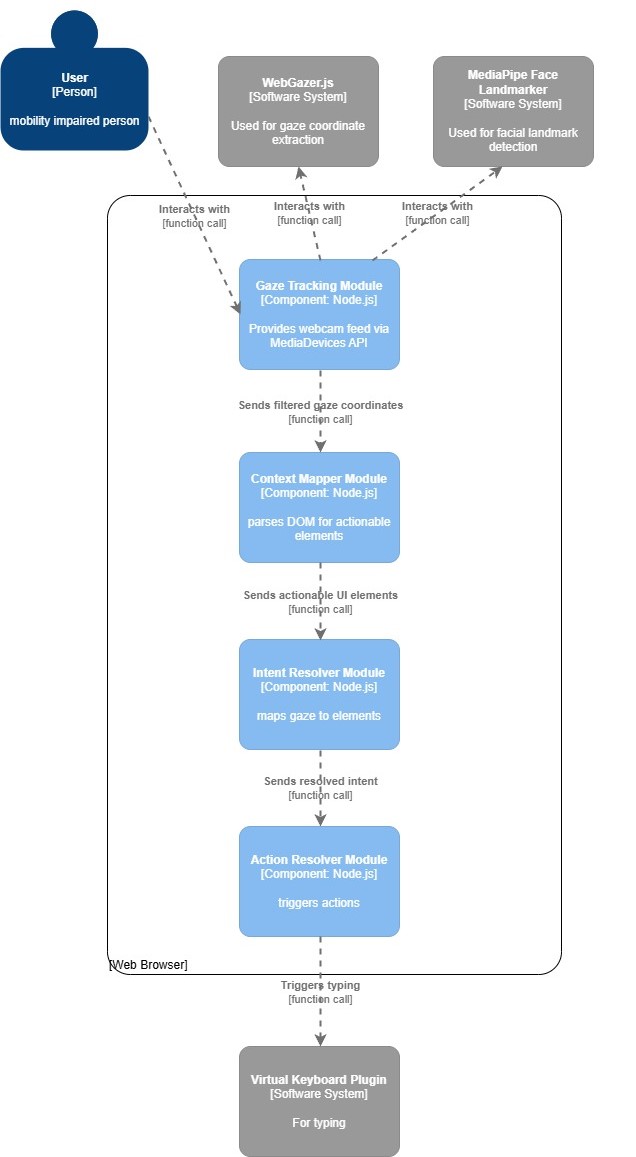 User
[Person]
mobility impaired person
WebGazer.js
[Software System]
Used for gaze coordinate
extraction
MediaPipe Face
Landmarker
[Software System]
Used for facial landmark
detection
Interacts with
[function call]
Interacts with
[function call]
Interacts with
[function call]
Gaze Tracking Module
[Component: Node.js]
Provides webcam feed via
MediaDevices API
Sends filtered gaze coordinates
[function call]
Context Mapper Module
[Component: Node.js]
parses DOM for actionable
elements
Sends actionable UI elements
[function call]
Intent Resolver Module
[Component: Node.js]
maps gaze to elements
Sends resolved intent
[function call]
Action Resolver Module
[Component: Node.js]
triggers actions
[Web Browser]
Triggers typing
[function call]
Virtual Keyboard Plugin
[Software System]
For typing